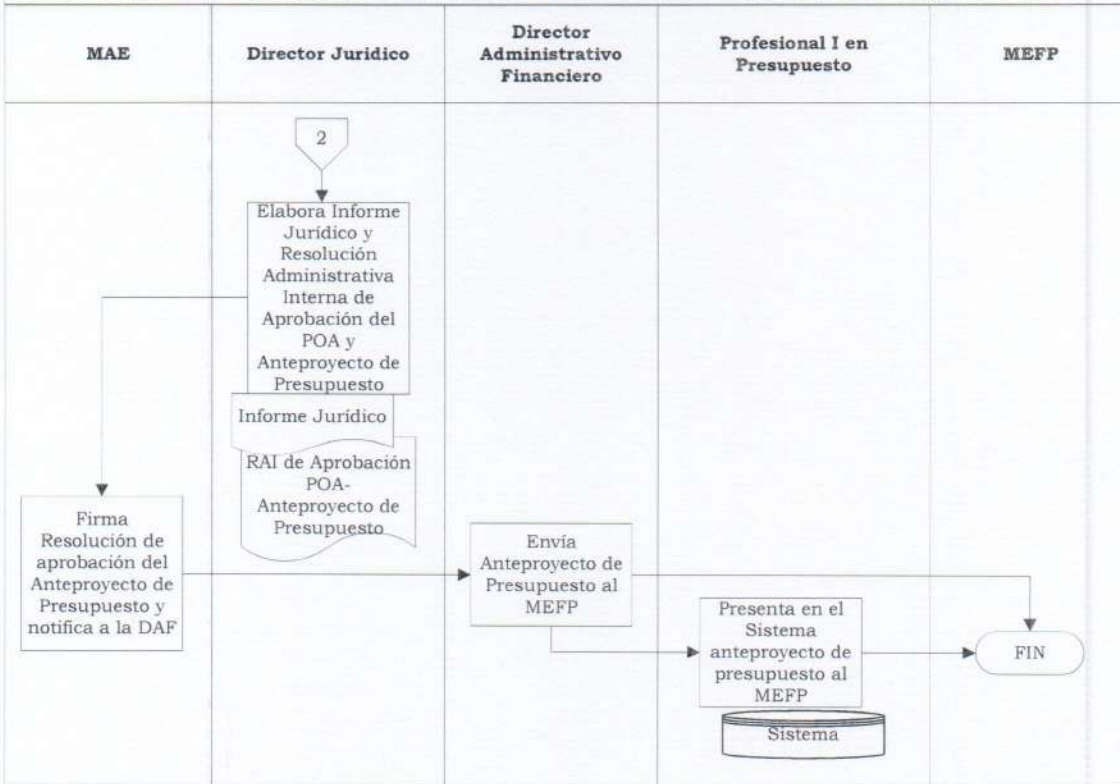 MAE
Director Juridico
Director
Administrativo
Financiero
Profesional I en
Presupuesto
MEFP
2
Elabora Informe
Jurídico y
Resolución
Administrativa
Interna de
Aprobación del
POA y
Anteproyecto de
Presupuesto
Informe Jurídico
RAI de Aprobación
POA-
Anteproyecto de
Presupuesto
Firma
Resolución de
aprobación del
Anteproyecto de
Presupuesto y
notifica a la DAF
Envía
Anteproyecto de
Presupuesto al
MEFP
Presenta en el
Sistema
anteproyecto de
presupuesto al
MEFP
Sistema
FIN